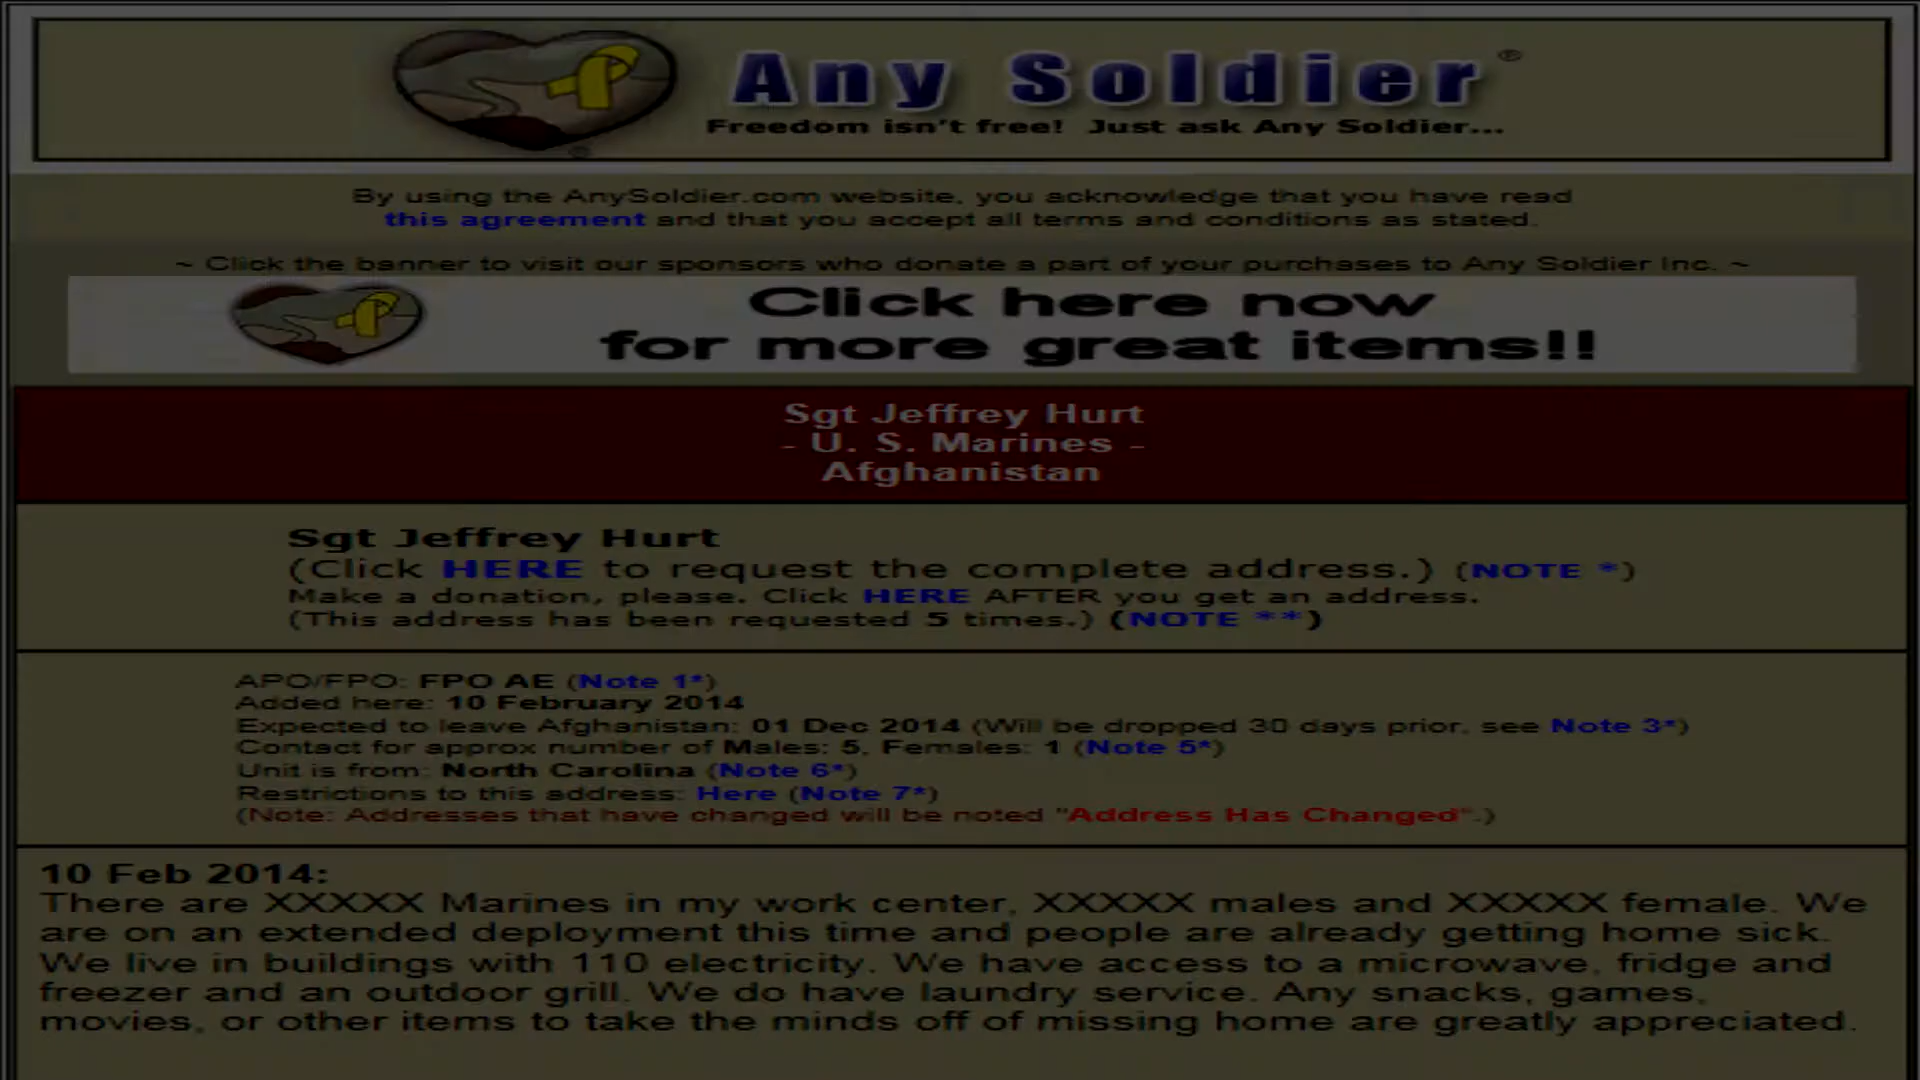 Any Soldier®
Freedom isn't free! Just ask Any Soldier...
By using the AnySoldier.com website, you acknowledge that you have read
this agreement and that you accept all terms and conditions as stated.
~ Click the banner to visit our sponsors who donate a part of your purchases to Any Soldier Inc. ~
Click here now
for more great items!!
Sgt Jeffrey Hurt
- U. S. Marines -
Afghanistan
Sgt Jeffrey Hurt
(Click HERE to request the complete address.) (NOTE *)
Make a donation, please. Click HERE AFTER you get an address.
(This address has been requested 5 times.) (NOTE **)
APO/FPO: FPO AE (Note 1*)
Added here: 10 February 2014
Expected to leave Afghanistan: 01 Dec 2014 (Will be dropped 30 days prior, see Note 3*)
Contact for approx number of Males: 5, Females: 1 (Note 5*)
Unit is from: North Carolina (Note 6*)
Restrictions to this address: Here (Note 7*)
(Note: Addresses that have changed will be noted "Address Has Changed".)
10 Feb 2014:
There are XXXXX Marines in my work center, XXXXX males and XXXXX female. We
are on an extended deployment this time and people are already getting home sick.
We live in buildings with 110 electricity. We have access to a microwave, fridge and
freezer and an outdoor grill. We do have laundry service. Any snacks, games,
movies, or other items to take the minds off of missing home are greatly appreciated.